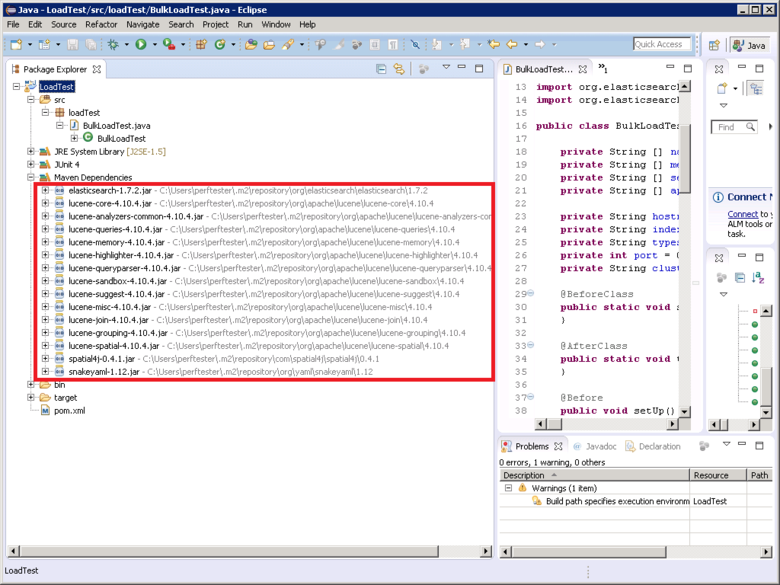 Java - LoadTest/src/loadTest/BulkLoadTest.java - Eclipse
File Edit Source Refactor Navigate Search Project Run Window Help
Quick Access
Java
Package Explorer
LoadTest
src
loadTest
BulkLoadTest.java
BulkLoadTest
JRE System Library [J2SE-1.5]
JUnit 4
Maven Dependencies
elasticsearch-1.7.2.jar - C:\Users\perftester\.m2\repository\org\elasticsearch\elasticsearch\1.7.2
lucene-core-4.10.4.jar - C:\Users\perftester\.m2\repository\org\apache\lucene\lucene-core\4.10.4
lucene-analyzers-common-4.10.4.jar - C:\Users\perftester\.m2\repository\org\apache\lucene\lucene-analyzers-cor
lucene-queries-4.10.4.jar - C:\Users\perftester\.m2\repository\org\apache\lucene\lucene-queries\4.10.4
lucene-memory-4.10.4.jar - C:\Users\perftester\.m2\repository\org\apache\lucene\lucene-memory\4.10.4
lucene-highlighter-4.10.4.jar - C:\Users\perftester\.m2\repository\org\apache\lucene\lucene-highlighter\4.10.4
lucene-queryparser-4.10.4.jar - C:\Users\perftester\.m2\repository\org\apache\lucene\lucene-queryparser\4.10.4
lucene-sandbox-4.10.4.jar - C:\Users\perftester\.m2\repository\org\apache\lucene\lucene-sandbox\4.10.4
lucene-suggest-4.10.4.jar - C:\Users\perftester\.m2\repository\org\apache\lucene\lucene-suggest\4.10.4
lucene-misc-4.10.4.jar - C:\Users\perftester\.m2\repository\org\apache\lucene\lucene-misc\4.10.4
lucene-join-4.10.4.jar - C:\Users\perftester\.m2\repository\org\apache\lucene\lucene-join\4.10.4
lucene-grouping-4.10.4.jar - C:\Users\perftester\.m2\repository\org\apache\lucene\lucene-grouping\4.10.4
lucene-spatial-4.10.4.jar - C:\Users\perftester\.m2\repository\org\apache\lucene\lucene-spatial\4.10.4
spatial4j-0.4.1.jar - C:\Users\perftester\.m2\repository\com\spatial4j\spatial4j\0.4.1
snakeyaml-1.12.jar - C:\Users\perftester\.m2\repository\org\yaml\snakeyaml\1.12
bin
target
pom.xml
BulkLoadTest... »1
13 import org.elasticsearch
14 import org.elasticsearch
15
16 public class BulkLoadTes
17
18 private String [] no
19 private String [] me
20 private String [] se
21 private String [] ap
22
23 private String host
24 private String index
25 private String types
26 private int port = 0
27 private String clust
28
29 @BeforeClass
30 public static void s
31 }
32
33 @AfterClass
34 public static void t
35 }
36
37 @Before
38 public void setUp()
Find
Connect M
Connect to y
ALM tools or
task.
Problems Javadoc Declaration
0 errors, 1 warning, 0 others
Description Resource Path
Warnings (1 item)
Build path specifies execution environm LoadTest
LoadTest